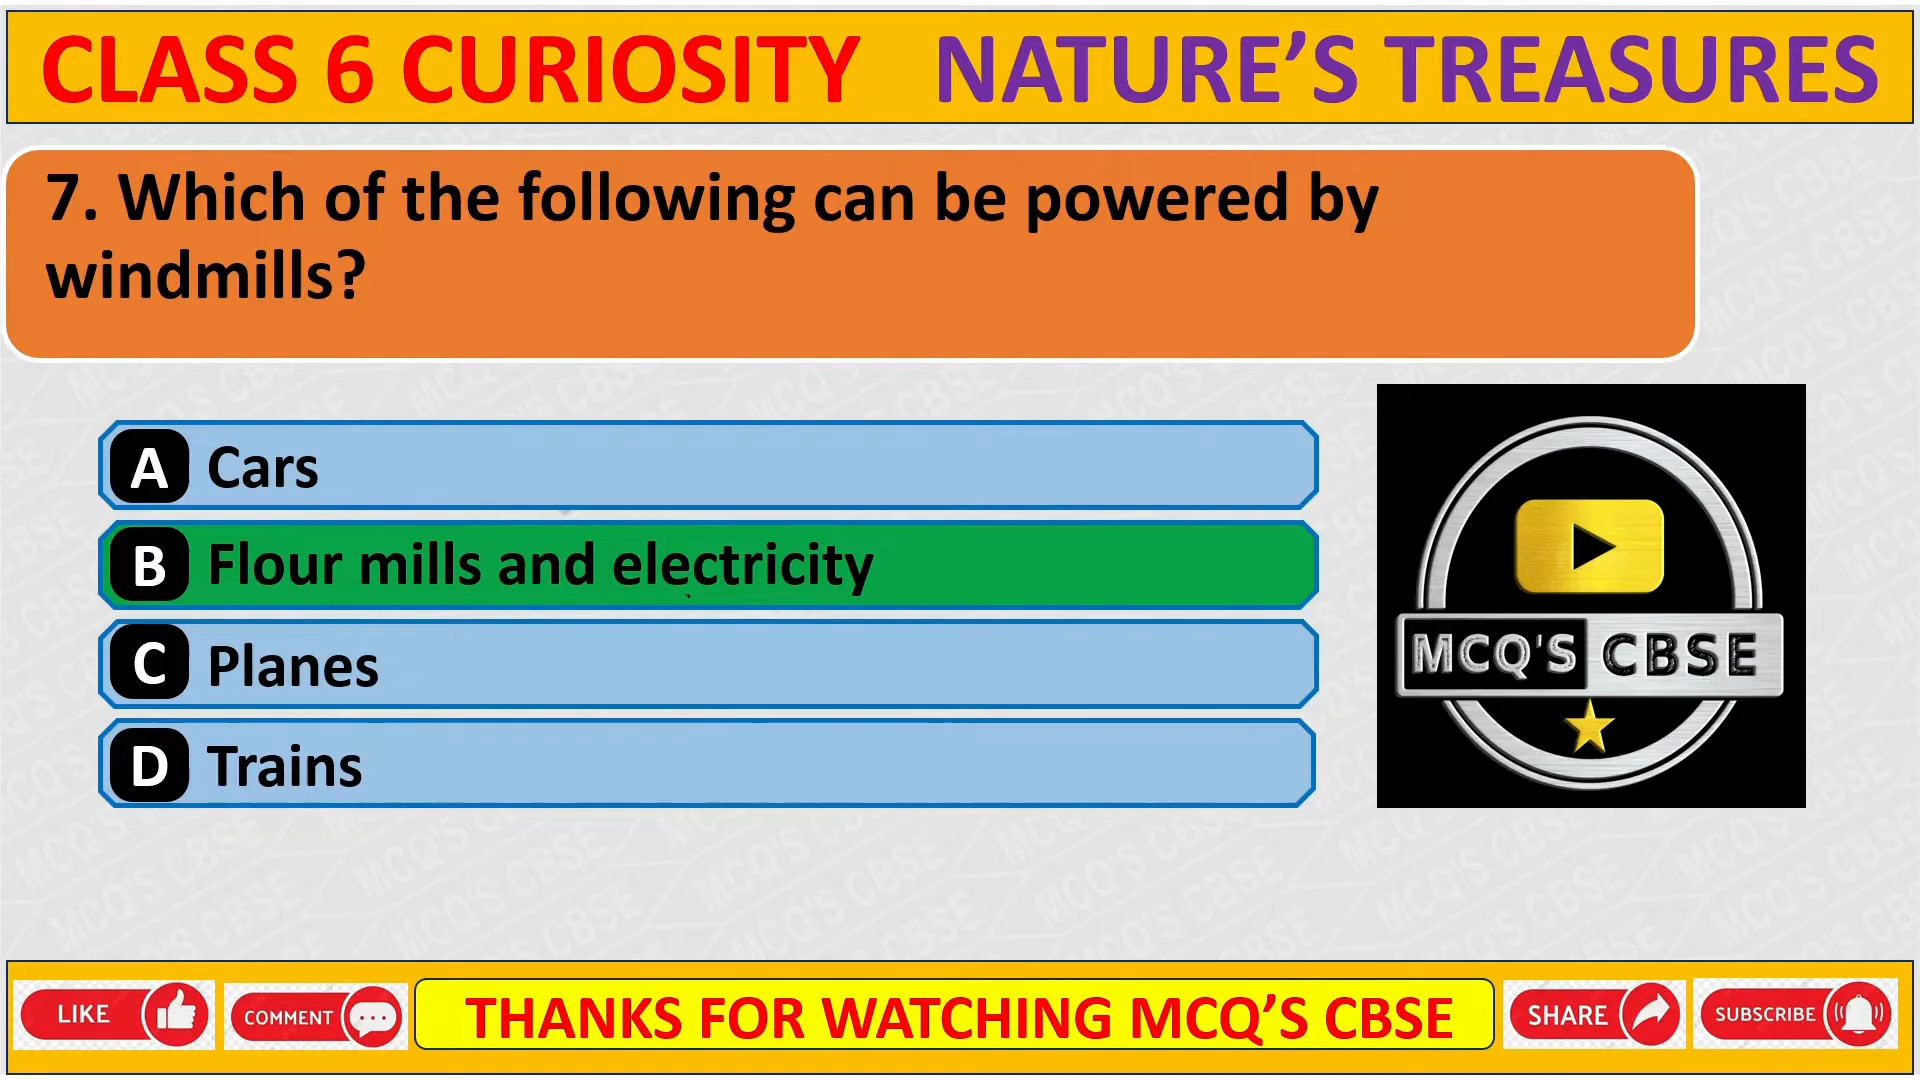 CLASS 6 CURIOSITY NATURE’S TREASURES
7. Which of the following can be powered by
windmills?
A Cars
B Flour mills and electricity
C Planes
D Trains
MCQ'S CBSE
LIKE
COMMENT
THANKS FOR WATCHING MCQ’S CBSE
SHARE
SUBSCRIBE